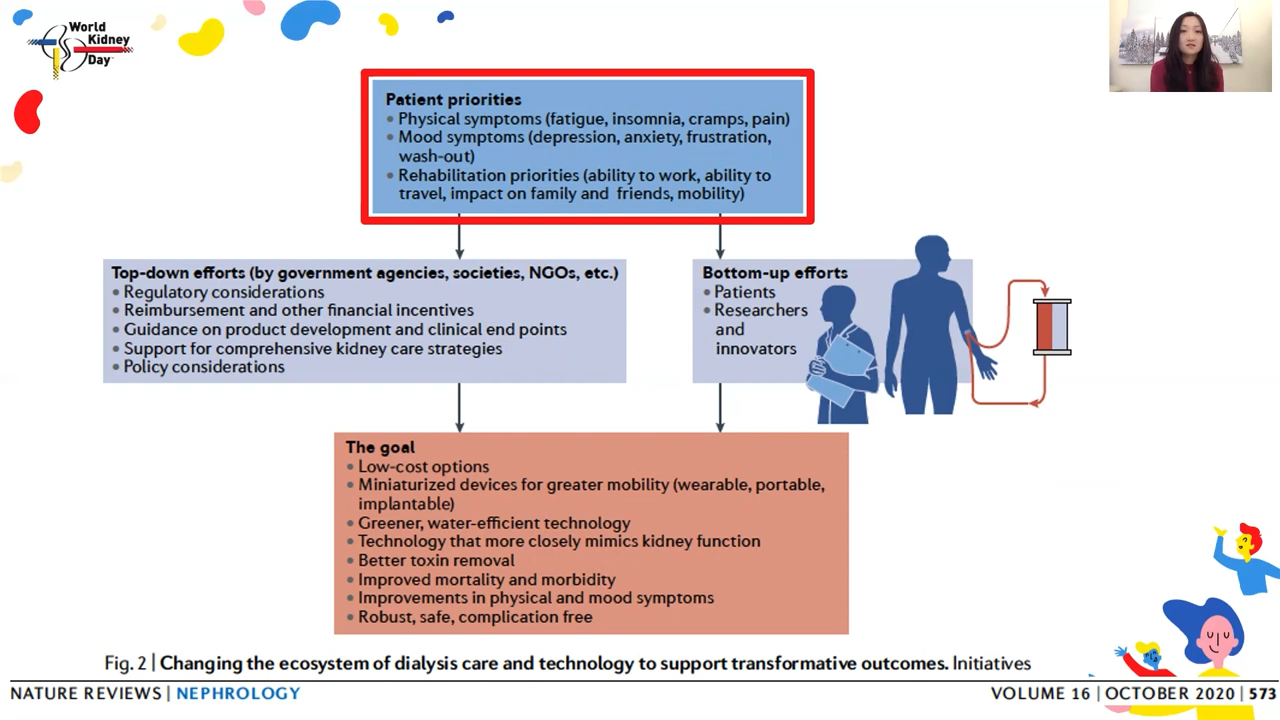 World
Kidney
Day
Patient priorities
• Physical symptoms (fatigue, insomnia, cramps, pain)
• Mood symptoms (depression, anxiety, frustration,
wash-out)
• Rehabilitation priorities (ability to work, ability to
travel, impact on family and friends, mobility)
Top-down efforts (by government agencies, societies, NGOs, etc.)
• Regulatory considerations
• Reimbursement and other financial incentives
• Guidance on product development and clinical end points
• Support for comprehensive kidney care strategies
• Policy considerations
Bottom-up efforts
• Patients
• Researchers
and
innovators
The goal
• Low-cost options
• Miniaturized devices for greater mobility (wearable, portable,
implantable)
• Greener, water-efficient technology
• Technology that more closely mimics kidney function
• Better toxin removal
• Improved mortality and morbidity
• Improvements in physical and mood symptoms
• Robust, safe, complication free
Fig. 2 | Changing the ecosystem of dialysis care and technology to support transformative outcomes. Initiatives
NATURE REVIEWS | NEPHROLOGY
VOLUME 16 | OCTOBER 2020 | 573